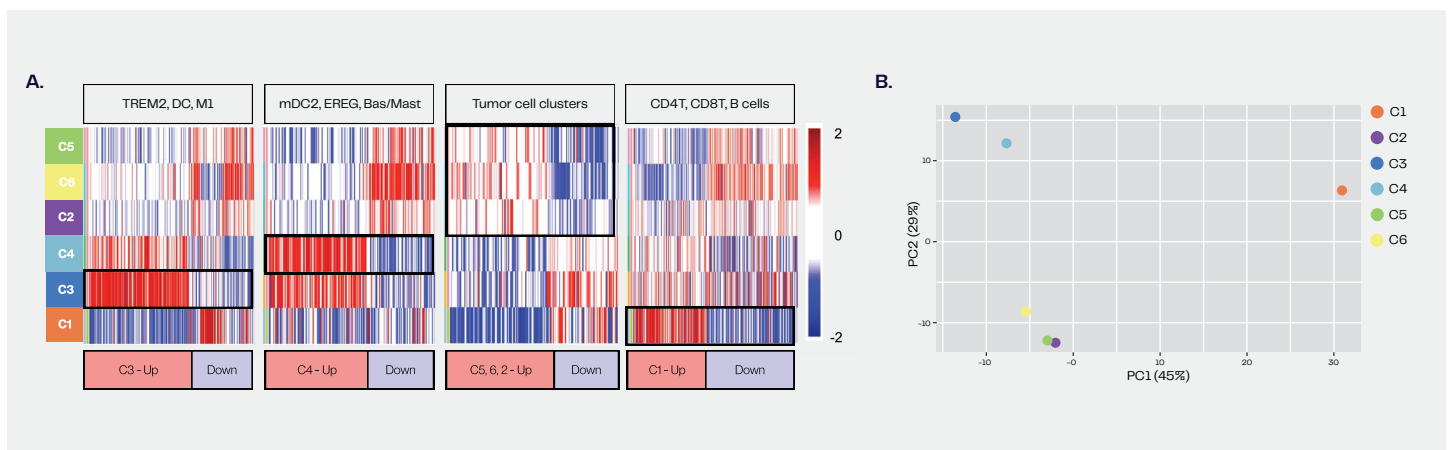 A.
TREM2, DC, M1
mDC2, EREG, Bas/Mast
Tumor cell clusters
CD4T, CD8T, B cells
C5
C6
C2
C4
C3
C1
2
0
-2
C3 - Up
Down
C4 - Up
Down
C5, 6, 2 - Up
Down
C1 - Up
Down
B.
PC2 (29%)
10
0
-10
-10
-0
10
20
30
PC1 (45%)
C1
C2
C3
C4
C5
C6